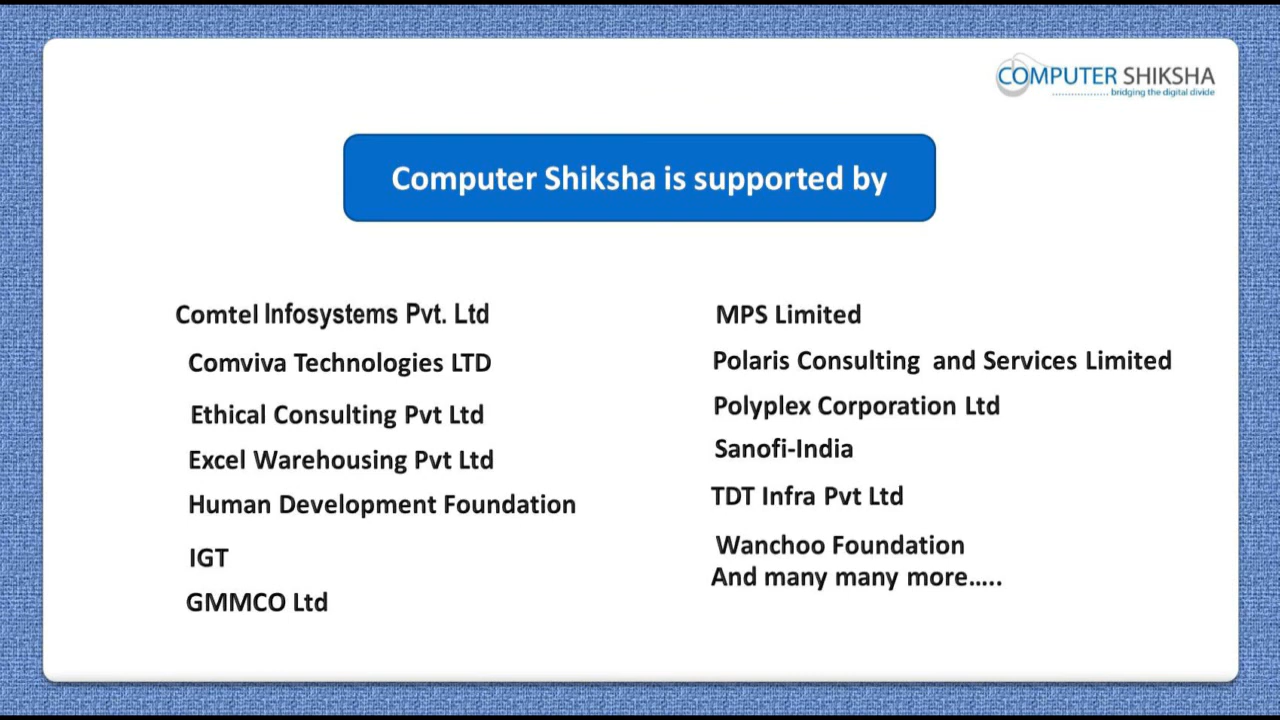 COMPUTER SHIKSHA
bridging the digital divide
Computer Shiksha is supported by
Comtel Infosystems Pvt. Ltd
Comviva Technologies LTD
Ethical Consulting Pvt Ltd
Excel Warehousing Pvt Ltd
Human Development Foundation
IGT
GMMCO Ltd
MPS Limited
Polaris Consulting and Services Limited
Polyplex Corporation Ltd
Sanofi-India
TDT Infra Pvt Ltd
Wanchoo Foundation
And many many more.....